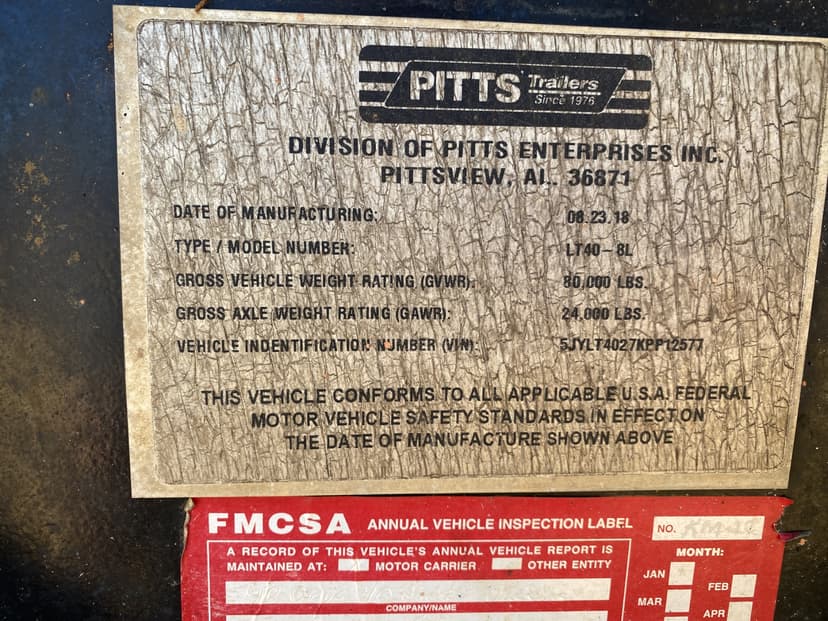 PITTS Trailers
Since 1976
DIVISION OF PITTS ENTERPRISES INC.
PITTSVIEW, AL. 36871
DATE OF MANUFACTURING: 08.23.18
TYPE / MODEL NUMBER: LT40-8L
GROSS VEHICLE WEIGHT RATING (GVWR): 80,000 LBS.
GROSS AXLE WEIGHT RATING (GAWR): 24,000 LBS.
VEHICLE INDENTIFICATION NUMBER (VIN): 5JYLT4027KPP12577
THIS VEHICLE CONFORMS TO ALL APPLICABLE U.S.A. FEDERAL
MOTOR VEHICLE SAFETY STANDARDS IN EFFECT ON
THE DATE OF MANUFACTURE SHOWN ABOVE
FMCSA ANNUAL VEHICLE INSPECTION LABEL NO.
A RECORD OF THIS VEHICLE'S ANNUAL VEHICLE REPORT IS
MAINTAINED AT: MOTOR CARRIER OTHER ENTITY
COMPANY/NAME
MONTH:
JAN FEB
MAR APR